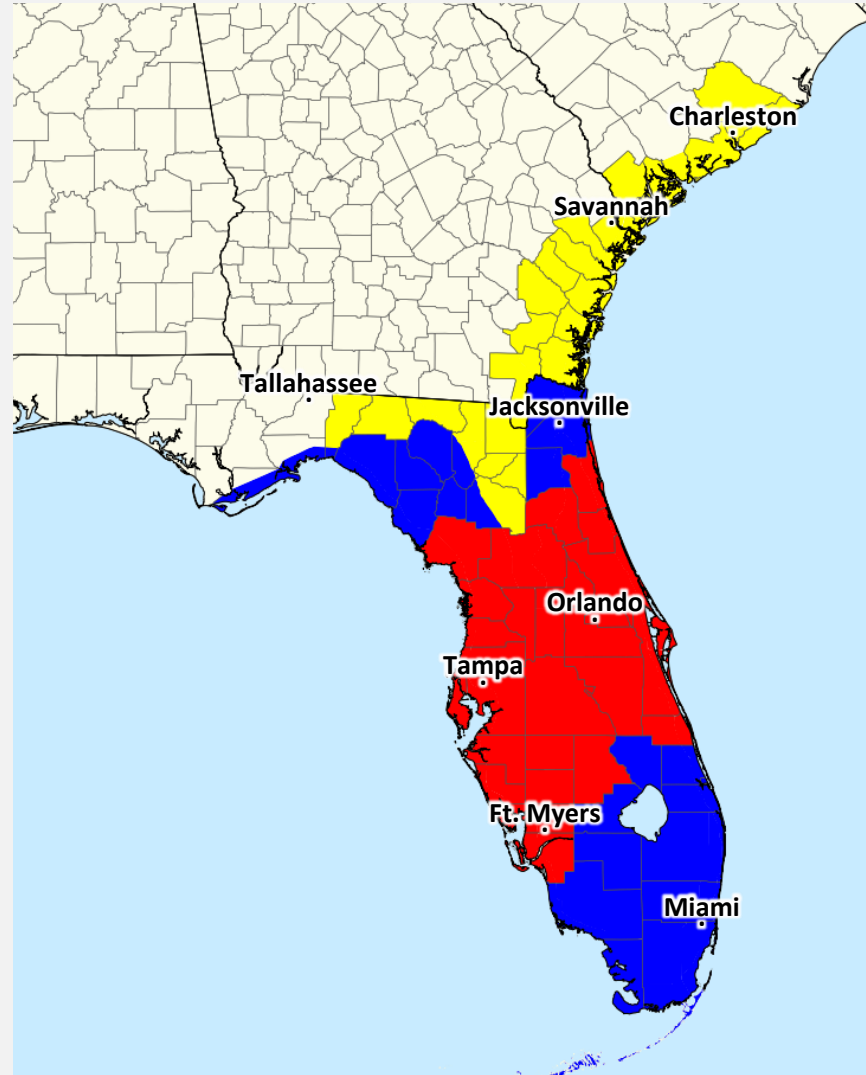 Charleston
Savannah
Tallahassee
Jacksonville
Orlando
Tampa
Ft. Myers
Miami